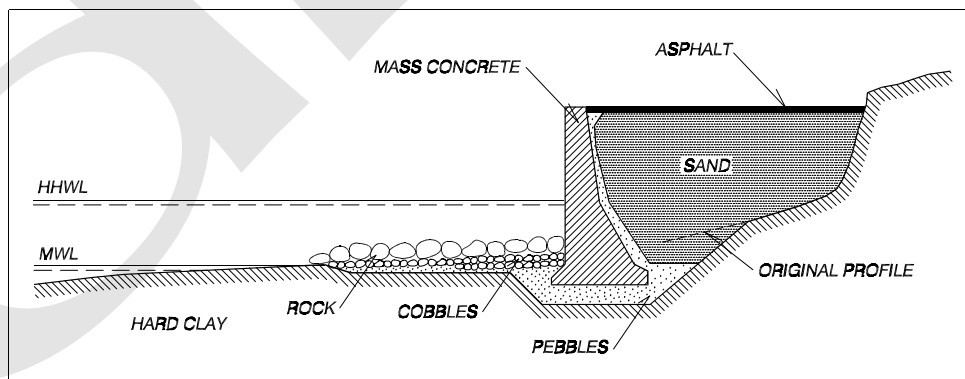 ASPHALT
MASS CONCRETE
SAND
HHWL
MWL
ORIGINAL PROFILE
ROCK
COBBLES
HARD CLAY
PEBBLES